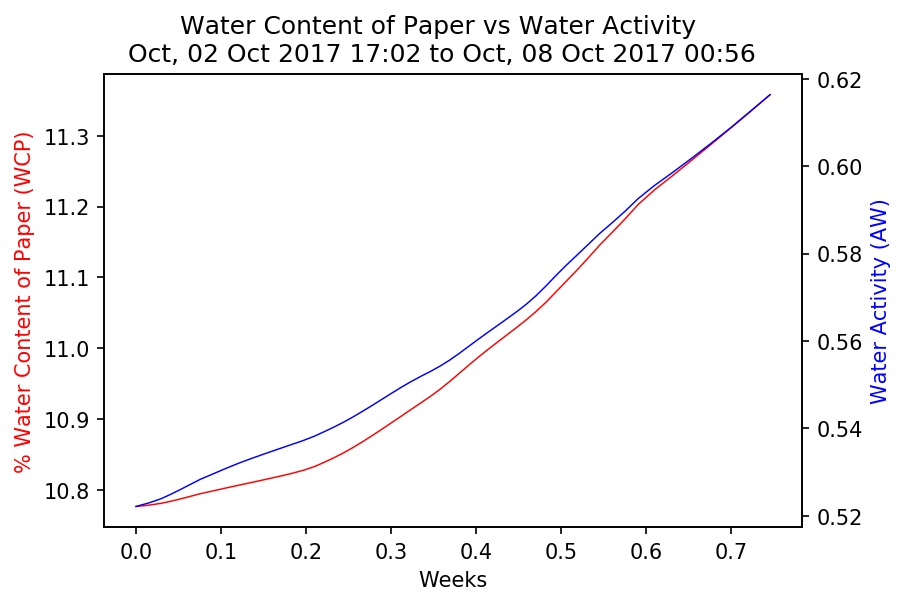 Water Content of Paper vs Water Activity
Oct, 02 Oct 2017 17:02 to Oct, 08 Oct 2017 00:56
% Water Content of Paper (WCP)
11.3
11.2
11.1
11.0
10.9
10.8
0.62
0.60
0.58
0.56
0.54
0.52
Water Activity (AW)
0.0 0.1 0.2 0.3 0.4 0.5 0.6 0.7
Weeks